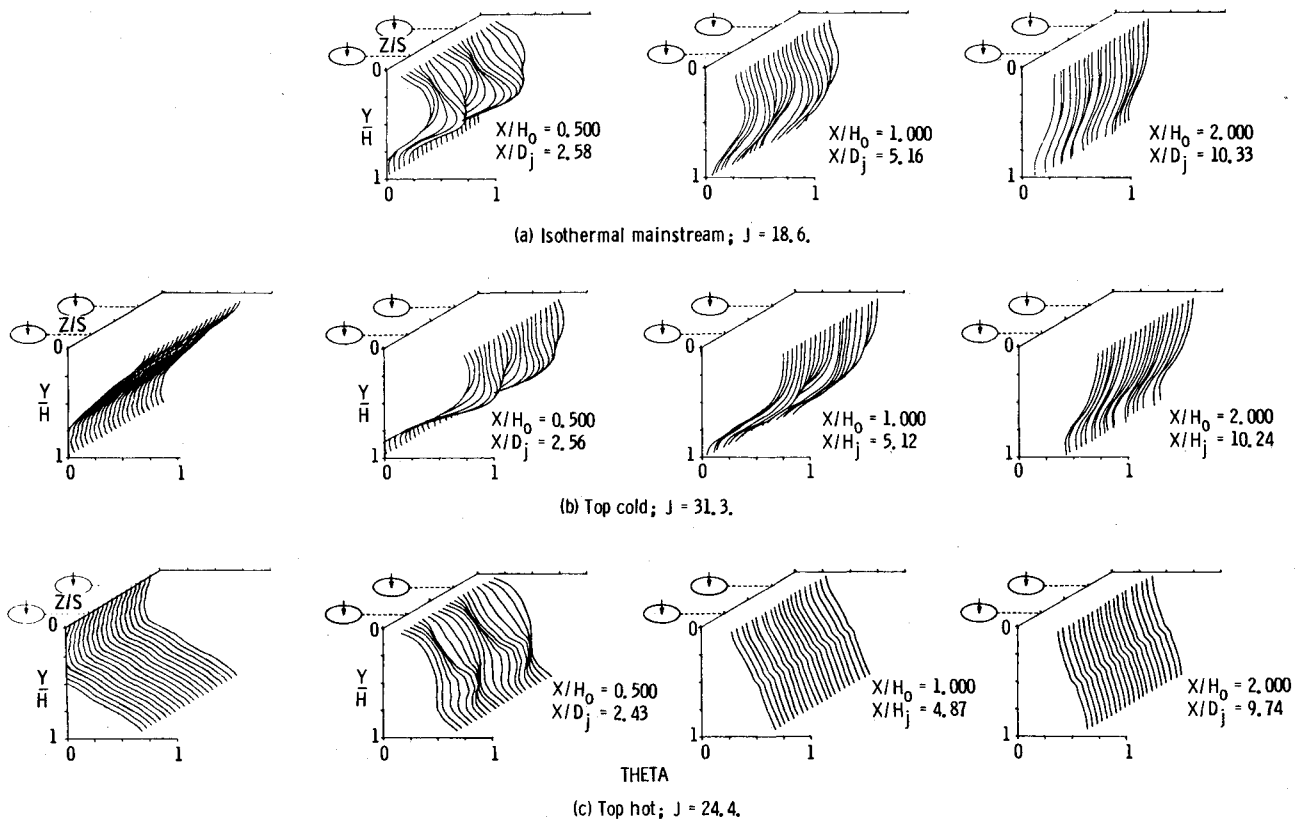 Z/S
0
Y/H
1
0 1
X/H₀ = 0.500
X/Dⱼ = 2.58
0
1
0 1
X/H₀ = 1.000
X/Dⱼ = 5.16
0
1
0 1
X/H₀ = 2.000
X/Dⱼ = 10.33
(a) Isothermal mainstream; J = 18.6.
Z/S
0
Y/H
1
0 1
0
Y/H
1
0 1
X/H₀ = 0.500
X/Dⱼ = 2.56
0
1
0 1
X/H₀ = 1.000
X/Hⱼ = 5.12
0
1
0 1
X/H₀ = 2.000
X/Hⱼ = 10.24
(b) Top cold; J = 31.3.
Z/S
0
Y/H
1
0 1
0
Y/H
1
0 1
X/H₀ = 0.500
X/Dⱼ = 2.43
0
1
0 1
X/H₀ = 1.000
X/Hⱼ = 4.87
0
1
0 1
X/H₀ = 2.000
X/Dⱼ = 9.74
THETA
(c) Top hot; J = 24.4.